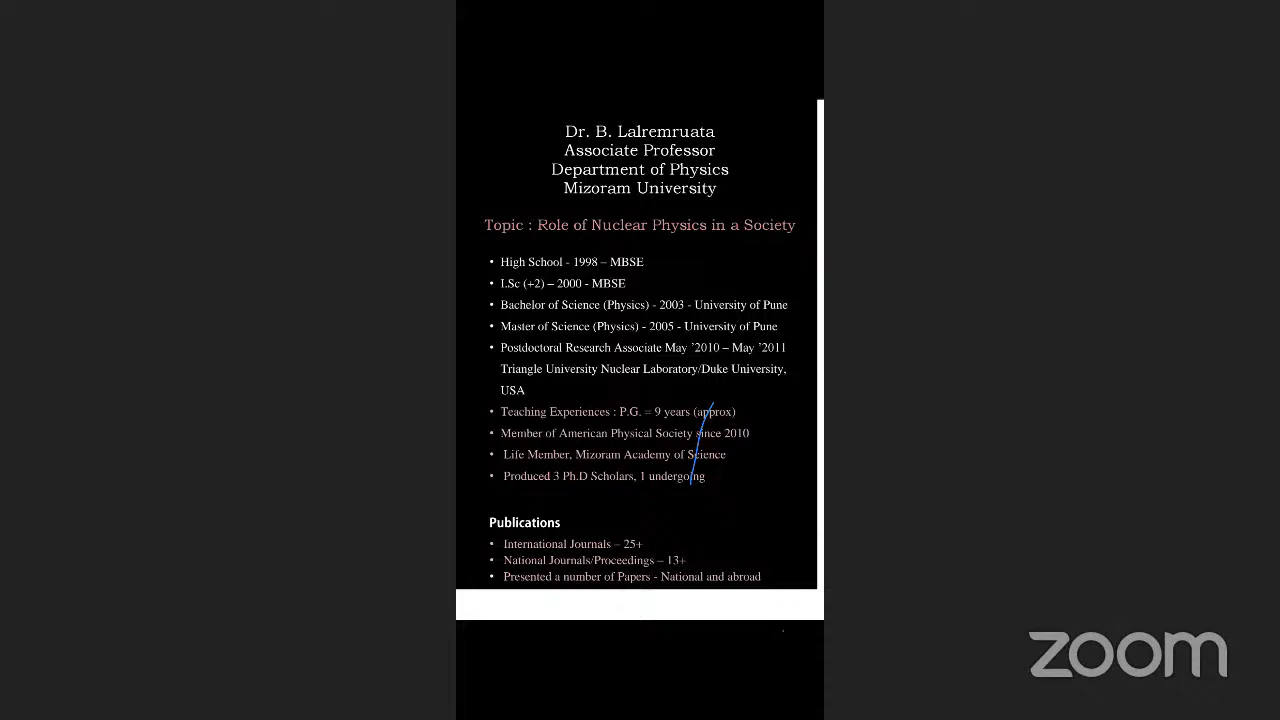 Dr. B. Lalremruata
Associate Professor
Department of Physics
Mizoram University
Topic : Role of Nuclear Physics in a Society
• High School - 1998 – MBSE
• I.Sc (+2) – 2000 - MBSE
• Bachelor of Science (Physics) - 2003 - University of Pune
• Master of Science (Physics) - 2005 - University of Pune
• Postdoctoral Research Associate May ’2010 – May ’2011
Triangle University Nuclear Laboratory/Duke University,
USA
• Teaching Experiences : P.G. = 9 years (approx)
• Member of American Physical Society since 2010
• Life Member, Mizoram Academy of Science
• Produced 3 Ph.D Scholars, 1 undergoing
Publications
• International Journals – 25+
• National Journals/Proceedings – 13+
• Presented a number of Papers - National and abroad
zoom